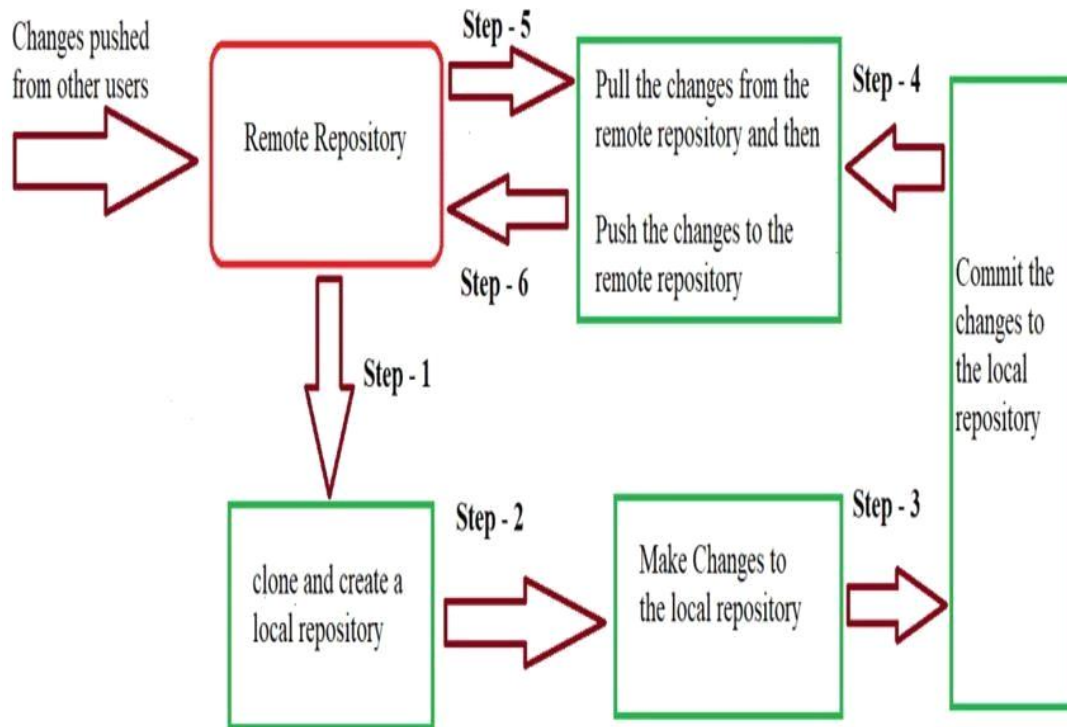 Changes pushed
from other users
Remote Repository
Step - 5
Pull the changes from the
remote repository and then
Push the changes to the
remote repository
Step - 4
Step - 6
Commit the
changes to
the local
repository
Step - 1
clone and create a
local repository
Step - 2
Make Changes to
the local repository
Step - 3